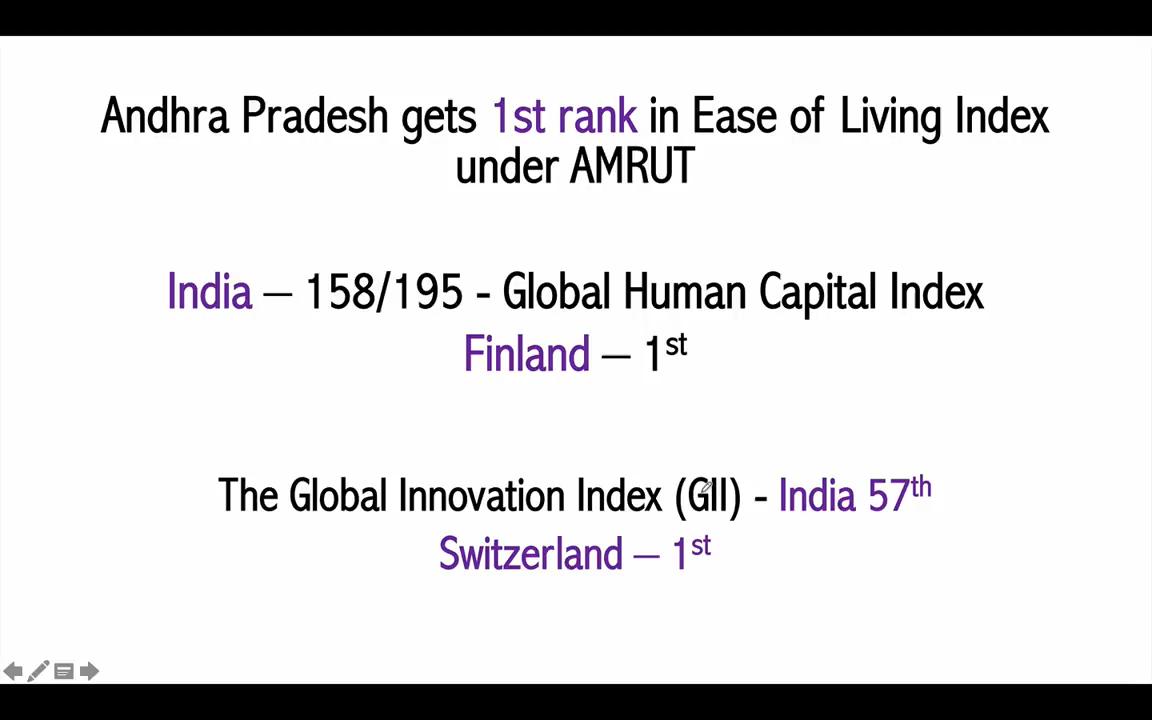 Andhra Pradesh gets 1st rank in Ease of Living Index
under AMRUT
India – 158/195 - Global Human Capital Index
Finland – 1st
The Global Innovation Index (GII) - India 57th
Switzerland – 1st